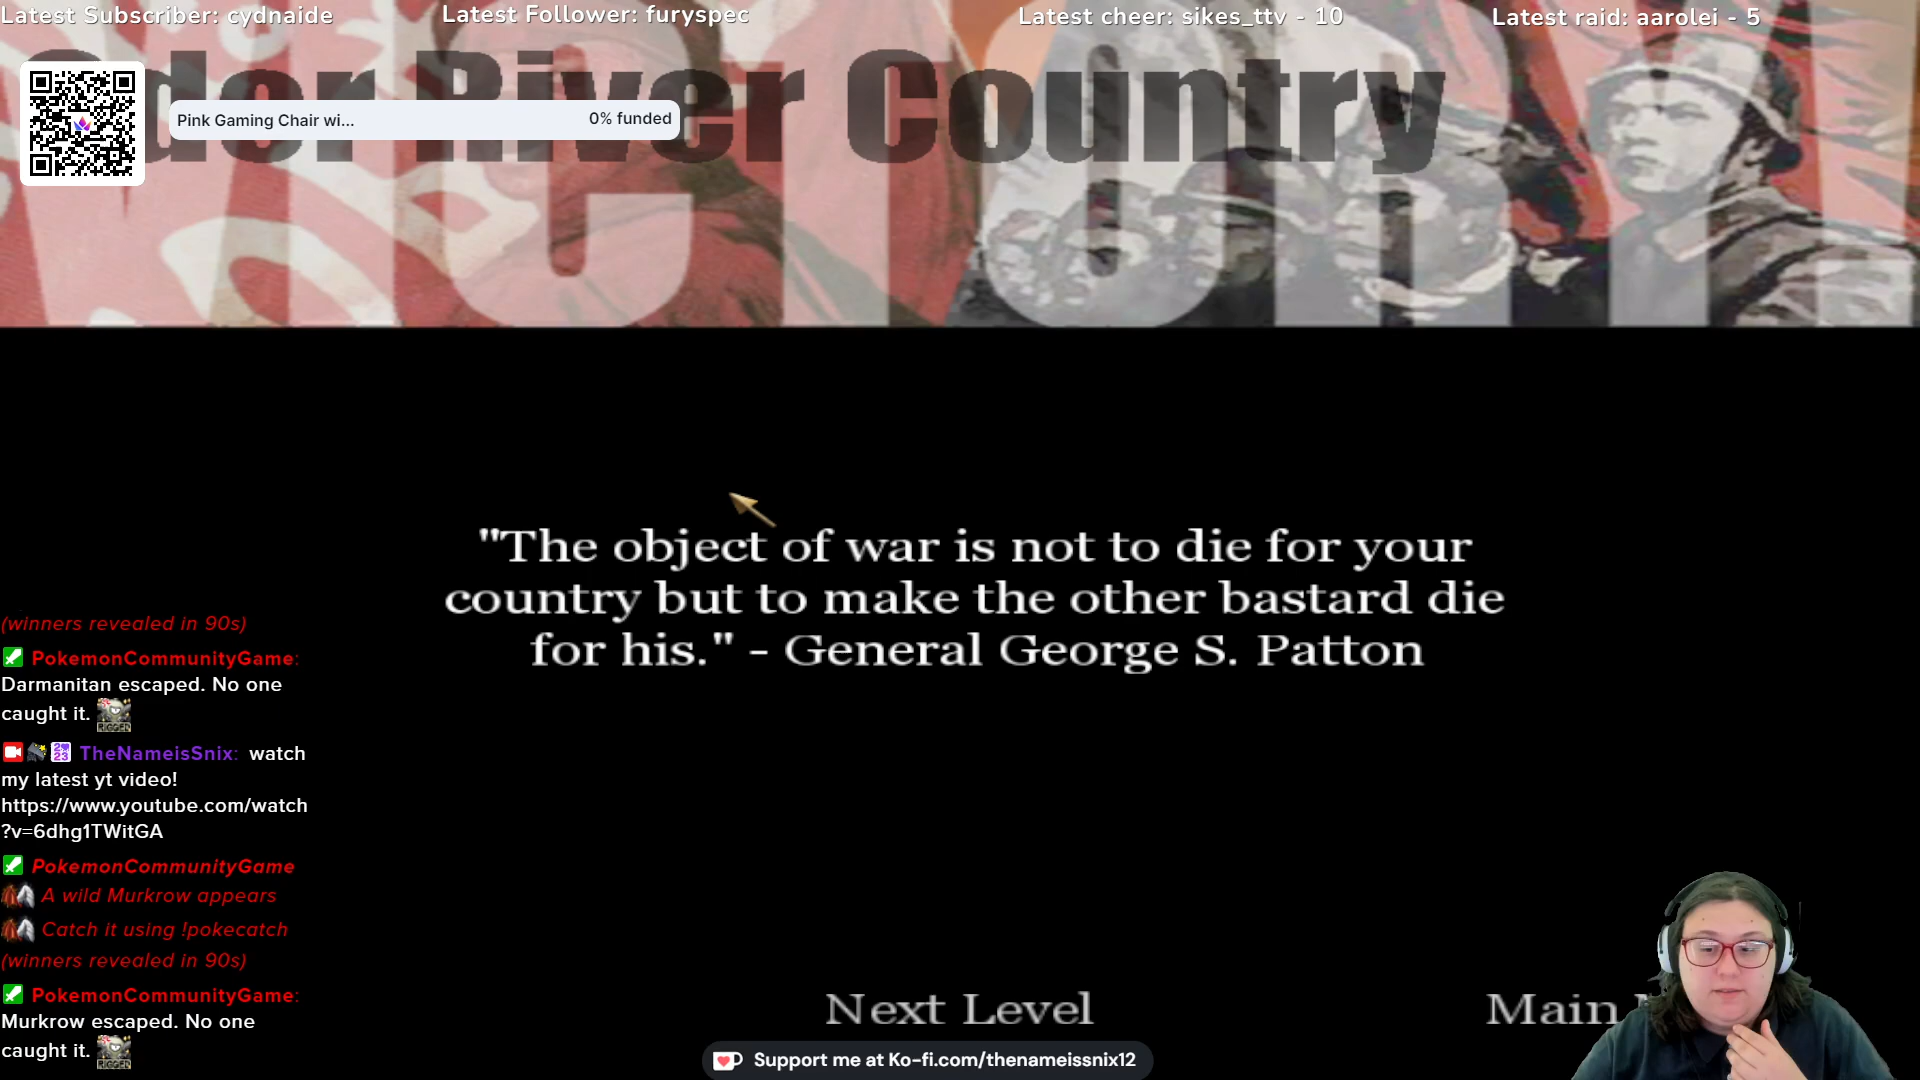 Latest Subscriber: cydnaide
Latest Follower: furyspec
Latest cheer: sikes_ttv - 10
Latest raid: aarolei - 5
River Country
Pink Gaming Chair wi...
0% funded
"The object of war is not to die for your
country but to make the other bastard die
for his." - General George S. Patton
(winners revealed in 90s)
PokemonCommunityGame:
Darmanitan escaped. No one
caught it.
TheNameisSnix: watch
my latest yt video!
https://www.youtube.com/watch
?v=6dhg1TWitGA
PokemonCommunityGame
A wild Murkrow appears
Catch it using !pokecatch
(winners revealed in 90s)
PokemonCommunityGame:
Murkrow escaped. No one
caught it.
Next Level
Main
Support me at Ko-fi.com/thenameissnix12